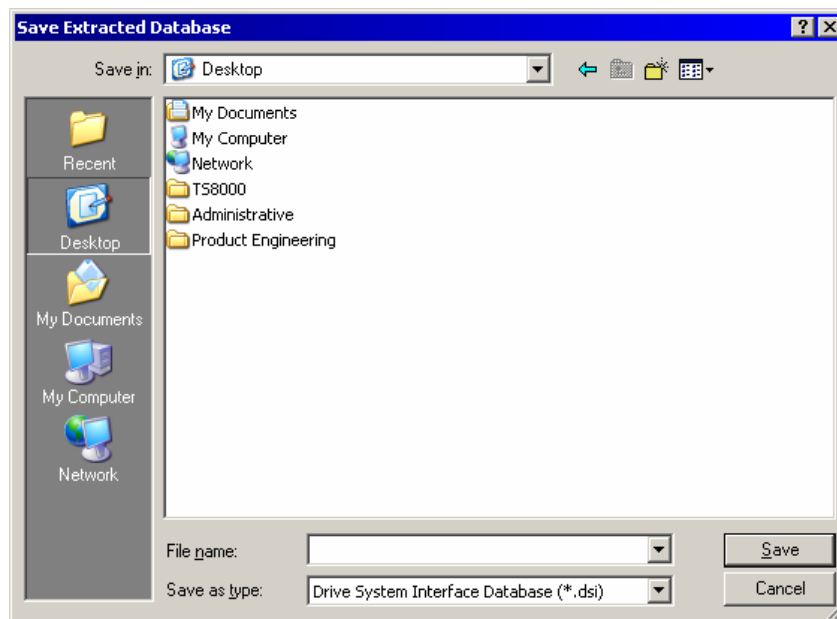 Save Extracted Database
Save in: Desktop
Recent
Desktop
My Documents
My Computer
Network
My Documents
My Computer
Network
TS8000
Administrative
Product Engineering
File name:
Save
Save as type: Drive System Interface Database (*.dsi)
Cancel